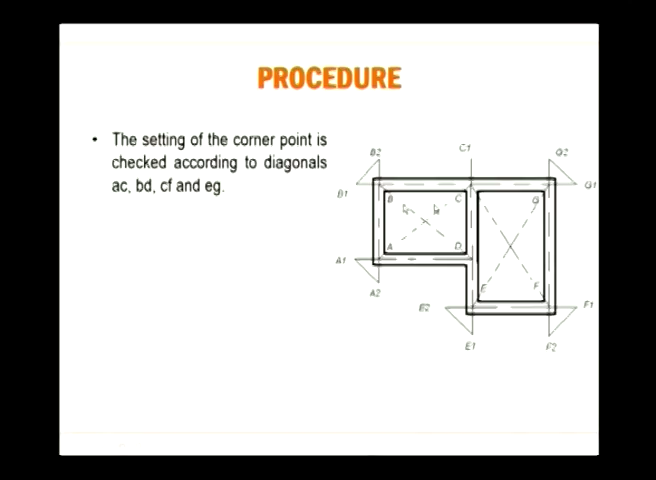 PROCEDURE
• The setting of the corner point is
checked according to diagonals
ac, bd, cf and eg.
B2
C1
G2
B1
G1
B
C
G
A
D
A1
A2
E
F
E2
F1
E1
F2